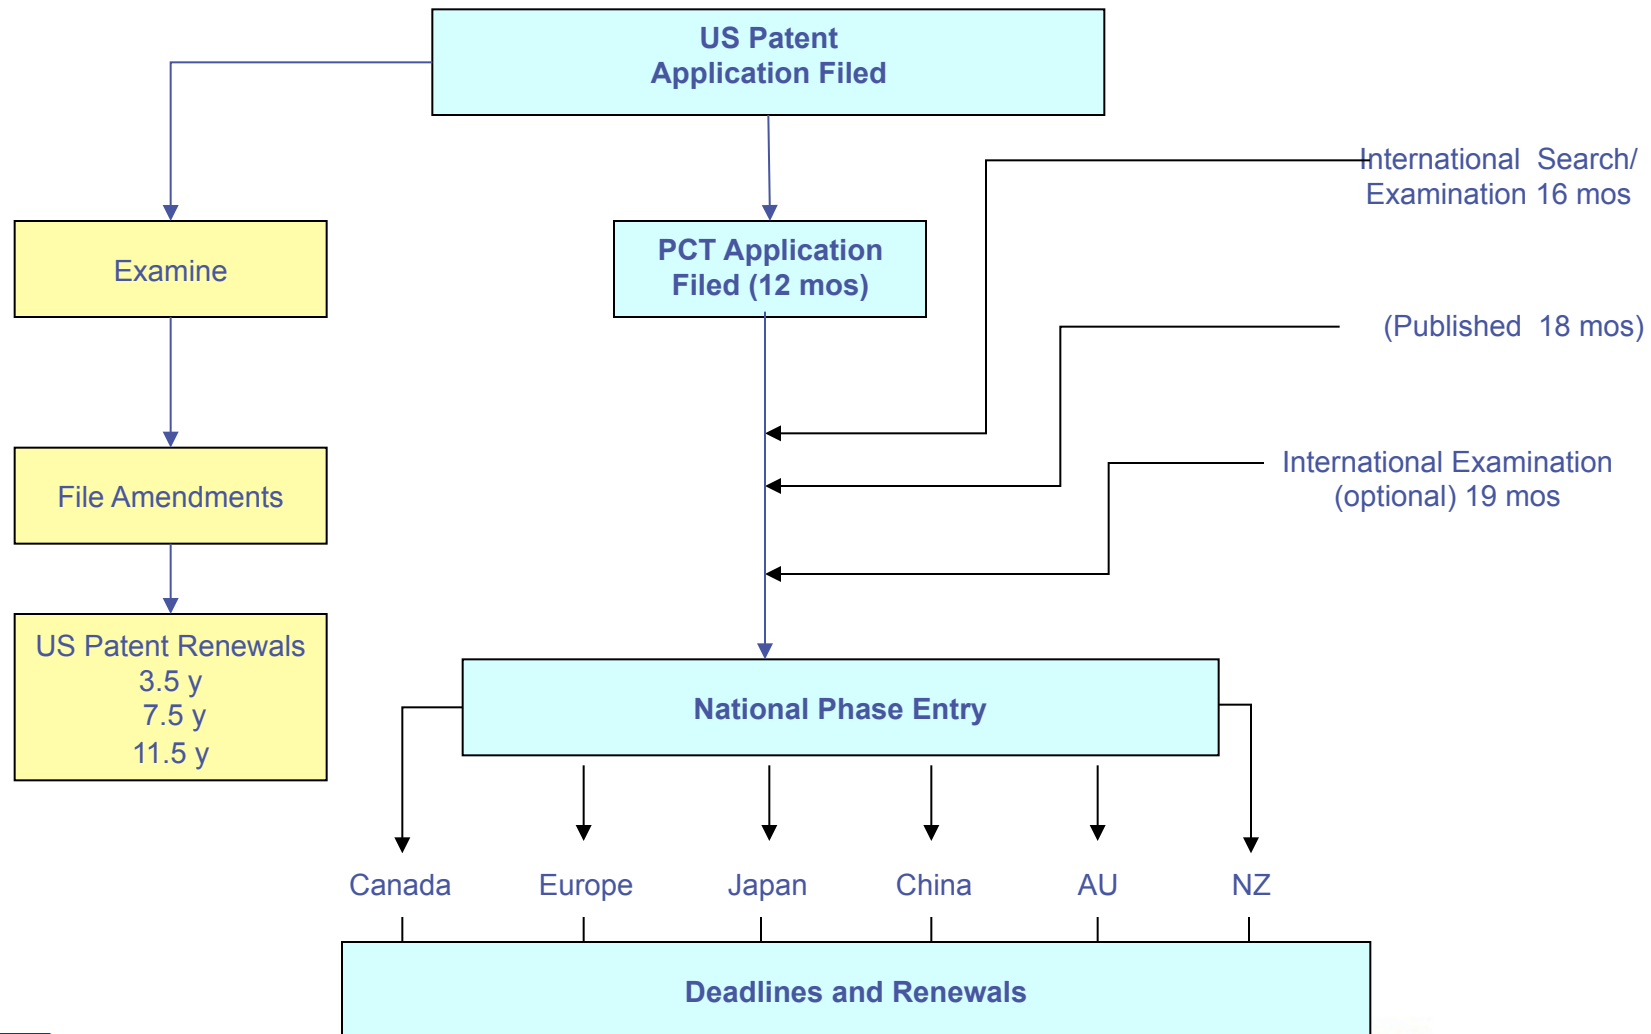 US Patent
Application Filed
International Search/
Examination 16 mos
Examine
PCT Application
Filed (12 mos)
(Published 18 mos)
File Amendments
International Examination
(optional) 19 mos
US Patent Renewals
3.5 y
7.5 y
11.5 y
National Phase Entry
Canada
Europe
Japan
China
AU
NZ
Deadlines and Renewals